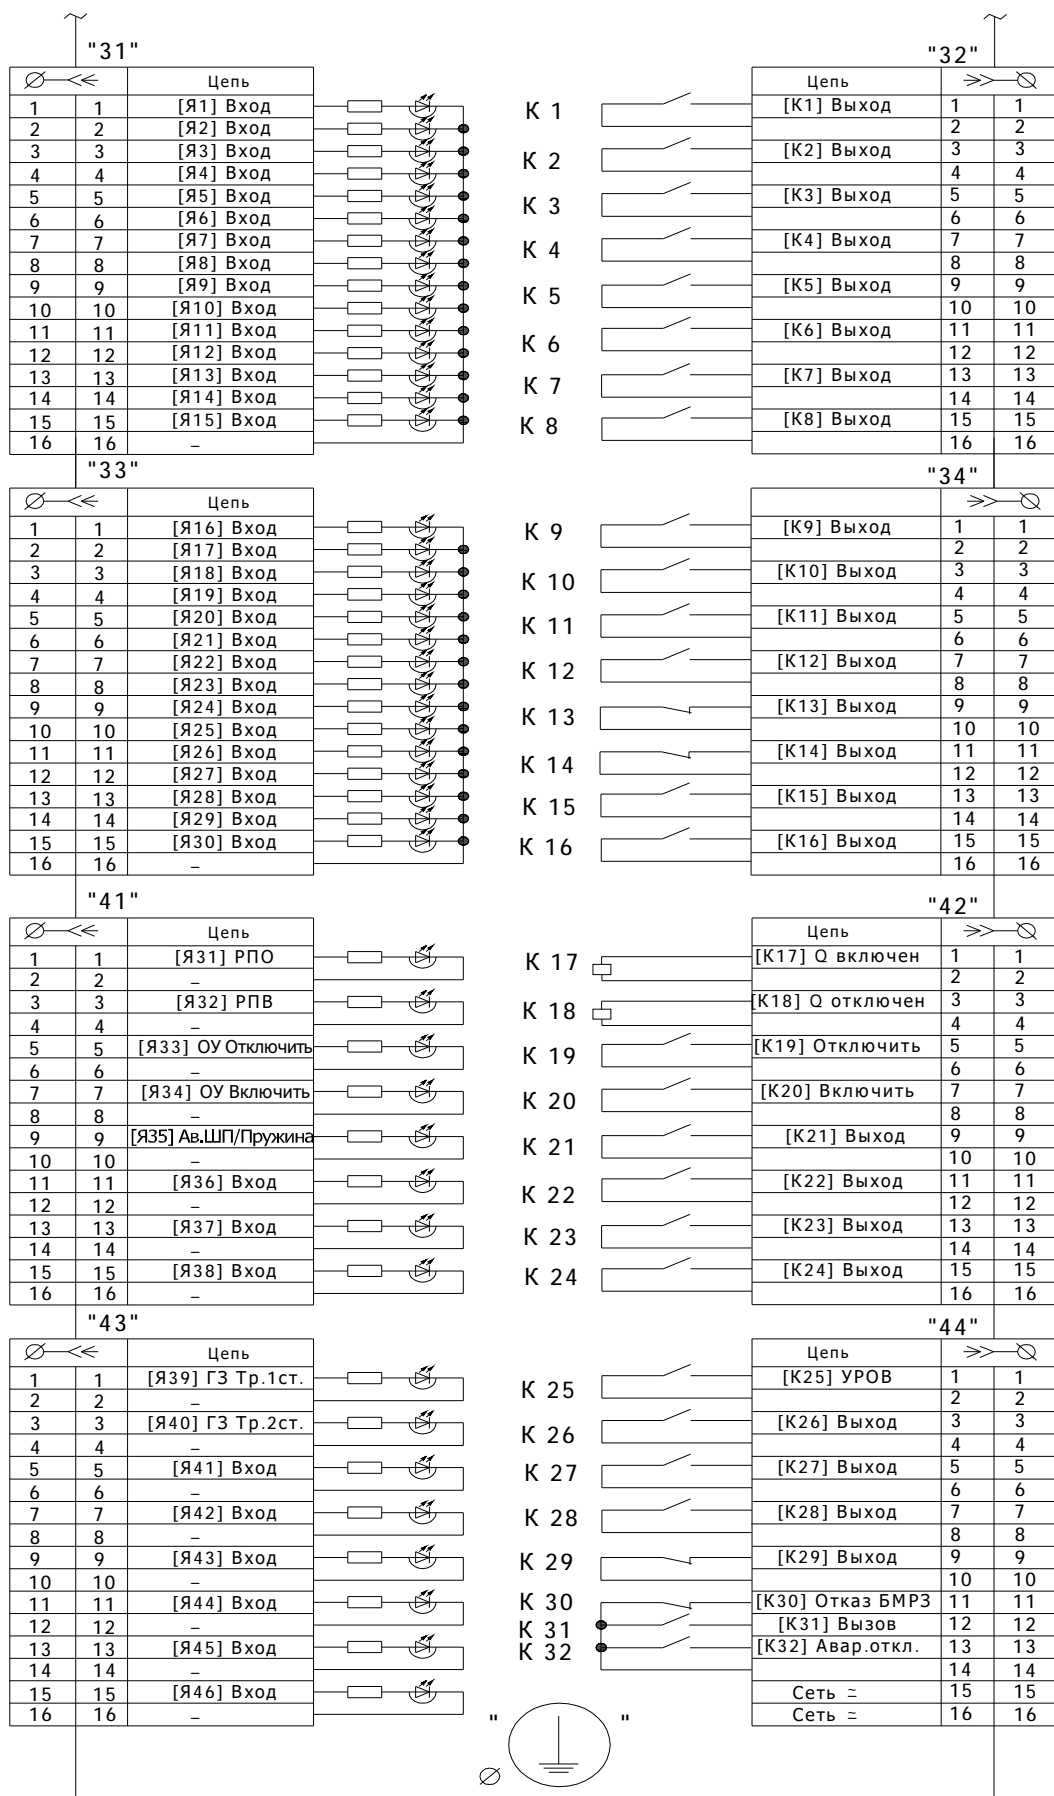 "31"
Цепь
1 1 [Я1] Вход
2 2 [Я2] Вход
3 3 [Я3] Вход
4 4 [Я4] Вход
5 5 [Я5] Вход
6 6 [Я6] Вход
7 7 [Я7] Вход
8 8 [Я8] Вход
9 9 [Я9] Вход
10 10 [Я10] Вход
11 11 [Я11] Вход
12 12 [Я12] Вход
13 13 [Я13] Вход
14 14 [Я14] Вход
15 15 [Я15] Вход
16 16 –
"32"
Цепь
К 1 [К1] Выход 1 1
2 2
К 2 [К2] Выход 3 3
4 4
К 3 [К3] Выход 5 5
6 6
К 4 [К4] Выход 7 7
8 8
К 5 [К5] Выход 9 9
10 10
К 6 [К6] Выход 11 11
12 12
К 7 [К7] Выход 13 13
14 14
К 8 [К8] Выход 15 15
16 16
"33"
Цепь
1 1 [Я16] Вход
2 2 [Я17] Вход
3 3 [Я18] Вход
4 4 [Я19] Вход
5 5 [Я20] Вход
6 6 [Я21] Вход
7 7 [Я22] Вход
8 8 [Я23] Вход
9 9 [Я24] Вход
10 10 [Я25] Вход
11 11 [Я26] Вход
12 12 [Я27] Вход
13 13 [Я28] Вход
14 14 [Я29] Вход
15 15 [Я30] Вход
16 16 –
"34"
Цепь
К 9 [К9] Выход 1 1
2 2
К 10 [К10] Выход 3 3
4 4
К 11 [К11] Выход 5 5
6 6
К 12 [К12] Выход 7 7
8 8
К 13 [К13] Выход 9 9
10 10
К 14 [К14] Выход 11 11
12 12
К 15 [К15] Выход 13 13
14 14
К 16 [К16] Выход 15 15
16 16
"41"
Цепь
1 1 [Я31] РПО
2 2 –
3 3 [Я32] РПВ
4 4 –
5 5 [Я33] ОУ Отключить
6 6 –
7 7 [Я34] ОУ Включить
8 8 –
9 9 [Я35] Ав.ШП/Пружина
10 10 –
11 11 [Я36] Вход
12 12 –
13 13 [Я37] Вход
14 14 –
15 15 [Я38] Вход
16 16 –
"42"
Цепь
К 17 [К17] Q включен 1 1
2 2
К 18 [К18] Q отключен 3 3
4 4
К 19 [К19] Отключить 5 5
6 6
К 20 [К20] Включить 7 7
8 8
К 21 [К21] Выход 9 9
10 10
К 22 [К22] Выход 11 11
12 12
К 23 [К23] Выход 13 13
14 14
К 24 [К24] Выход 15 15
16 16
"43"
Цепь
1 1 [Я39] ГЗ Тр.1ст.
2 2 –
3 3 [Я40] ГЗ Тр.2ст.
4 4 –
5 5 [Я41] Вход
6 6 –
7 7 [Я42] Вход
8 8 –
9 9 [Я43] Вход
10 10 –
11 11 [Я44] Вход
12 12 –
13 13 [Я45] Вход
14 14 –
15 15 [Я46] Вход
16 16 –
"44"
Цепь
К 25 [К25] УРОВ 1 1
2 2
К 26 [К26] Выход 3 3
4 4
К 27 [К27] Выход 5 5
6 6
К 28 [К28] Выход 7 7
8 8
К 29 [К29] Выход 9 9
10 10
К 30 [К30] Отказ БМРЗ 11 11
К 31 [К31] Вызов 12 12
К 32 [К32] Авар.откл. 13 13
14 14
Сеть ≃ 15 15
Сеть ≃ 16 16
" "